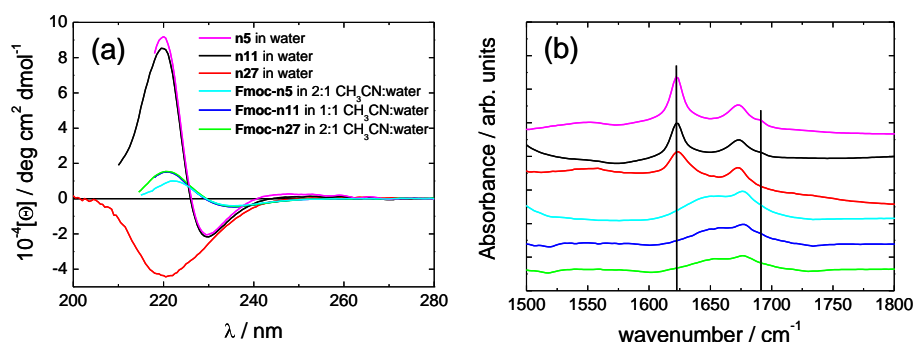 (a)
n5 in water
n11 in water
n27 in water
Fmoc-n5 in 2:1 CH₃CN:water
Fmoc-n11 in 1:1 CH₃CN:water
Fmoc-n27 in 2:1 CH₃CN:water
10⁻⁴[Θ] / deg cm² dmol⁻¹
10
8
6
4
2
0
-2
-4
200 220 240 260 280
λ / nm
(b)
Absorbance / arb. units
1500 1550 1600 1650 1700 1750 1800
wavenumber / cm⁻¹